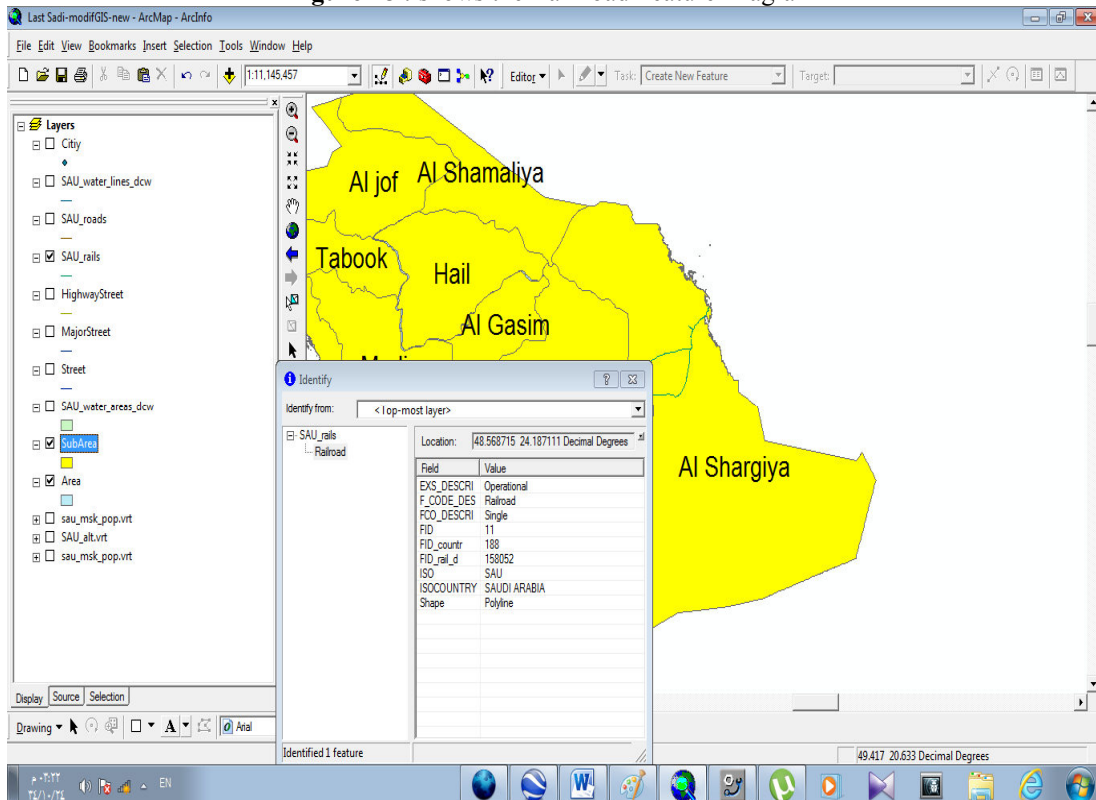 Last Sadi-modifGIS-new - ArcMap - ArcInfo
File Edit View Bookmarks Insert Selection Tools Window Help
1:11,145,457 Editor Task: Create New Feature Target:
Layers
Citiy
SAU_water_lines_dcw
SAU_roads
SAU_rails
HighwayStreet
MajorStreet
Street
SAU_water_areas_dcw
SubArea
Area
sau_msk_pop.vrt
SAU_alt.vrt
sau_msk_pop.vrt
Display Source Selection
Drawing A Arial
Al jof
Al Shamaliya
Tabook
Hail
Al Gasim
Al Shargiya
Identify
Identify from: <Top-most layer>
SAU_rails
Railroad
Location: 48.568715 24.187111 Decimal Degrees
Field Value
EXS_DESCRI Operational
F_CODE_DES Railroad
FCO_DESCRI Single
FID 11
FID_countr 188
FID_rail_d 158052
ISO SAU
ISOCOUNTRY SAUDI ARABIA
Shape Polyline
Identified 1 feature
49.417 20.633 Decimal Degrees
EN